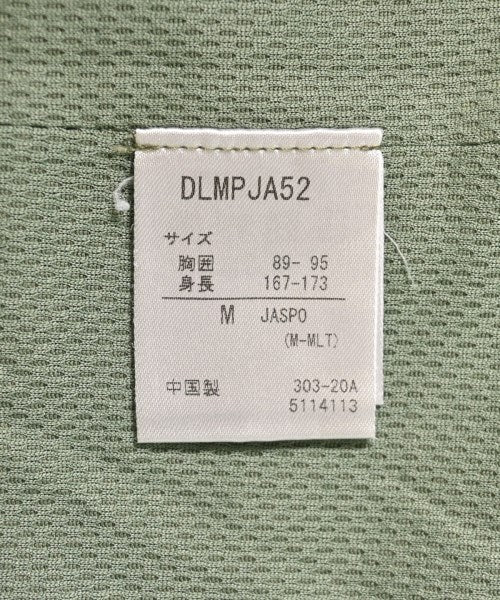 DLMPJA52
サイズ
胸囲 89- 95
身長 167-173
M JASPO
(M-MLT)
中国製 303-20A
5114113